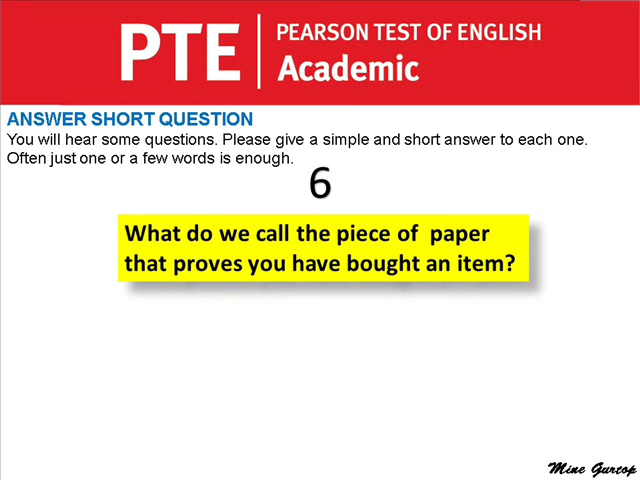 PTE
PEARSON TEST OF ENGLISH
Academic
ANSWER SHORT QUESTION
You will hear some questions. Please give a simple and short answer to each one.
Often just one or a few words is enough.
6
What do we call the piece of paper
that proves you have bought an item?
Mine Gurtop